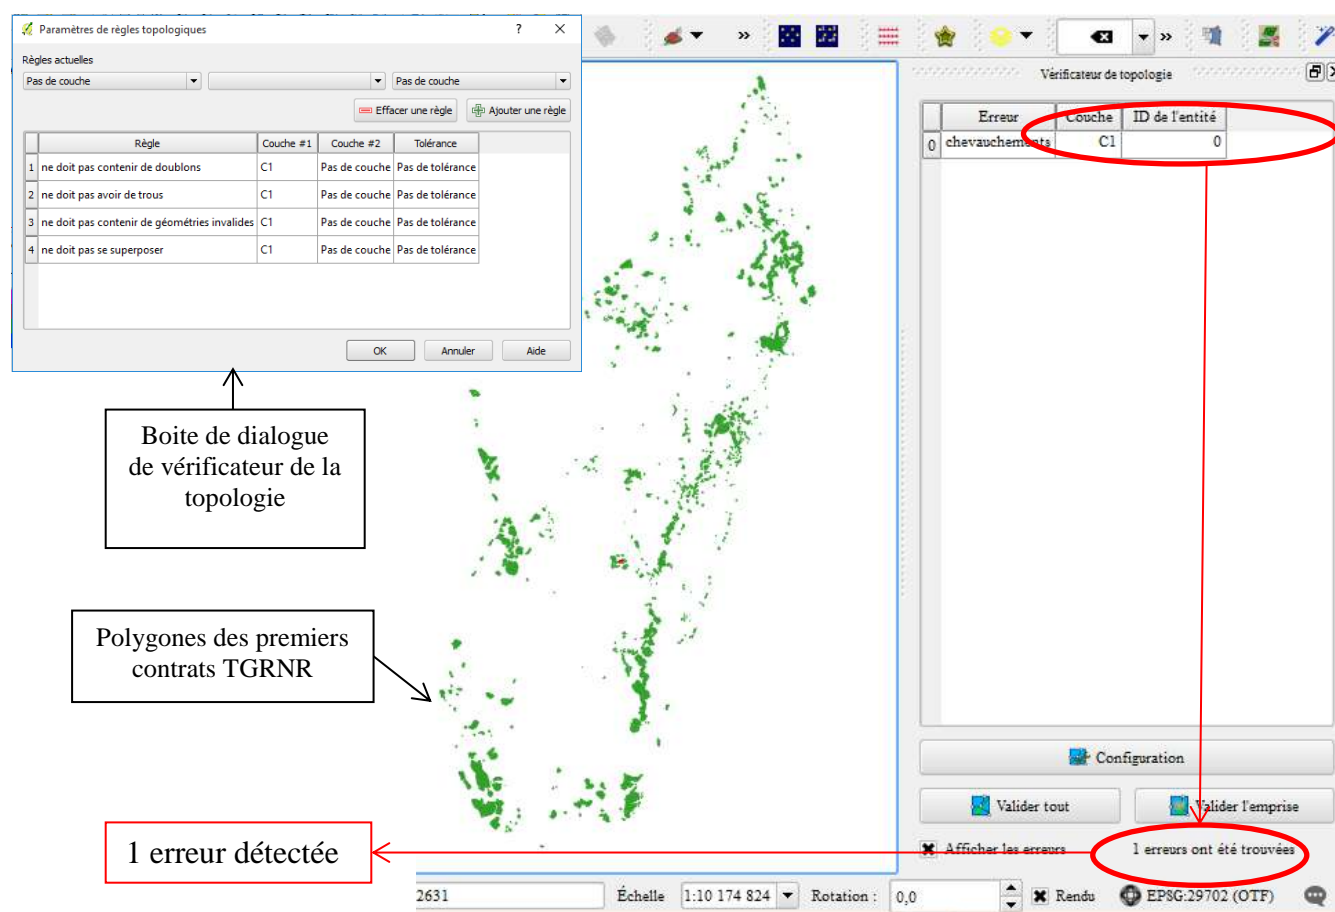 Paramètres de règles topologiques
Règles actuelles
Pas de couche
Pas de couche
Effacer une règle
Ajouter une règle
Règle Couche #1 Couche #2 Tolérance
1 ne doit pas contenir de doublons C1 Pas de couche Pas de tolérance
2 ne doit pas avoir de trous C1 Pas de couche Pas de tolérance
3 ne doit pas contenir de géométries invalides C1 Pas de couche Pas de tolérance
4 ne doit pas se superposer C1 Pas de couche Pas de tolérance
OK Annuler Aide
Boite de dialogue
de vérificateur de la
topologie
Polygones des premiers
contrats TGRNR
1 erreur détectée
Vérificateur de topologie
Erreur Couche ID de l'entité
0 chevauchements C1 0
Configuration
Valider tout
Valider l'emprise
Afficher les erreurs
1 erreurs ont été trouvées
2631 Échelle 1:10 174 824 Rotation : 0,0 Rendu EPSG:29702 (OTF)